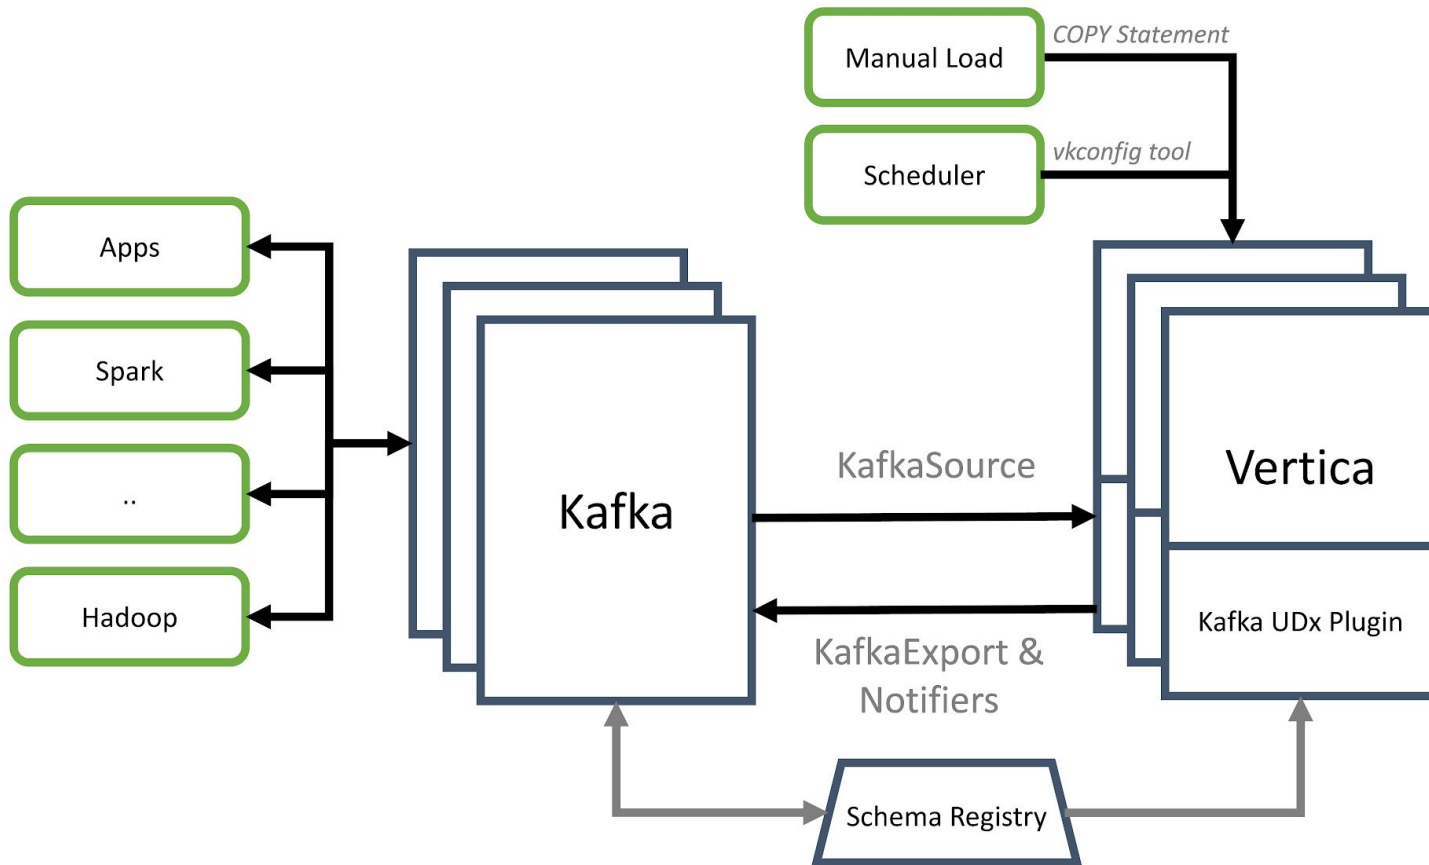 Manual Load
COPY Statement
Scheduler
vkconfig tool
Apps
Spark
..
Hadoop
Kafka
KafkaSource
KafkaExport &
Notifiers
Vertica
Kafka UDx Plugin
Schema Registry